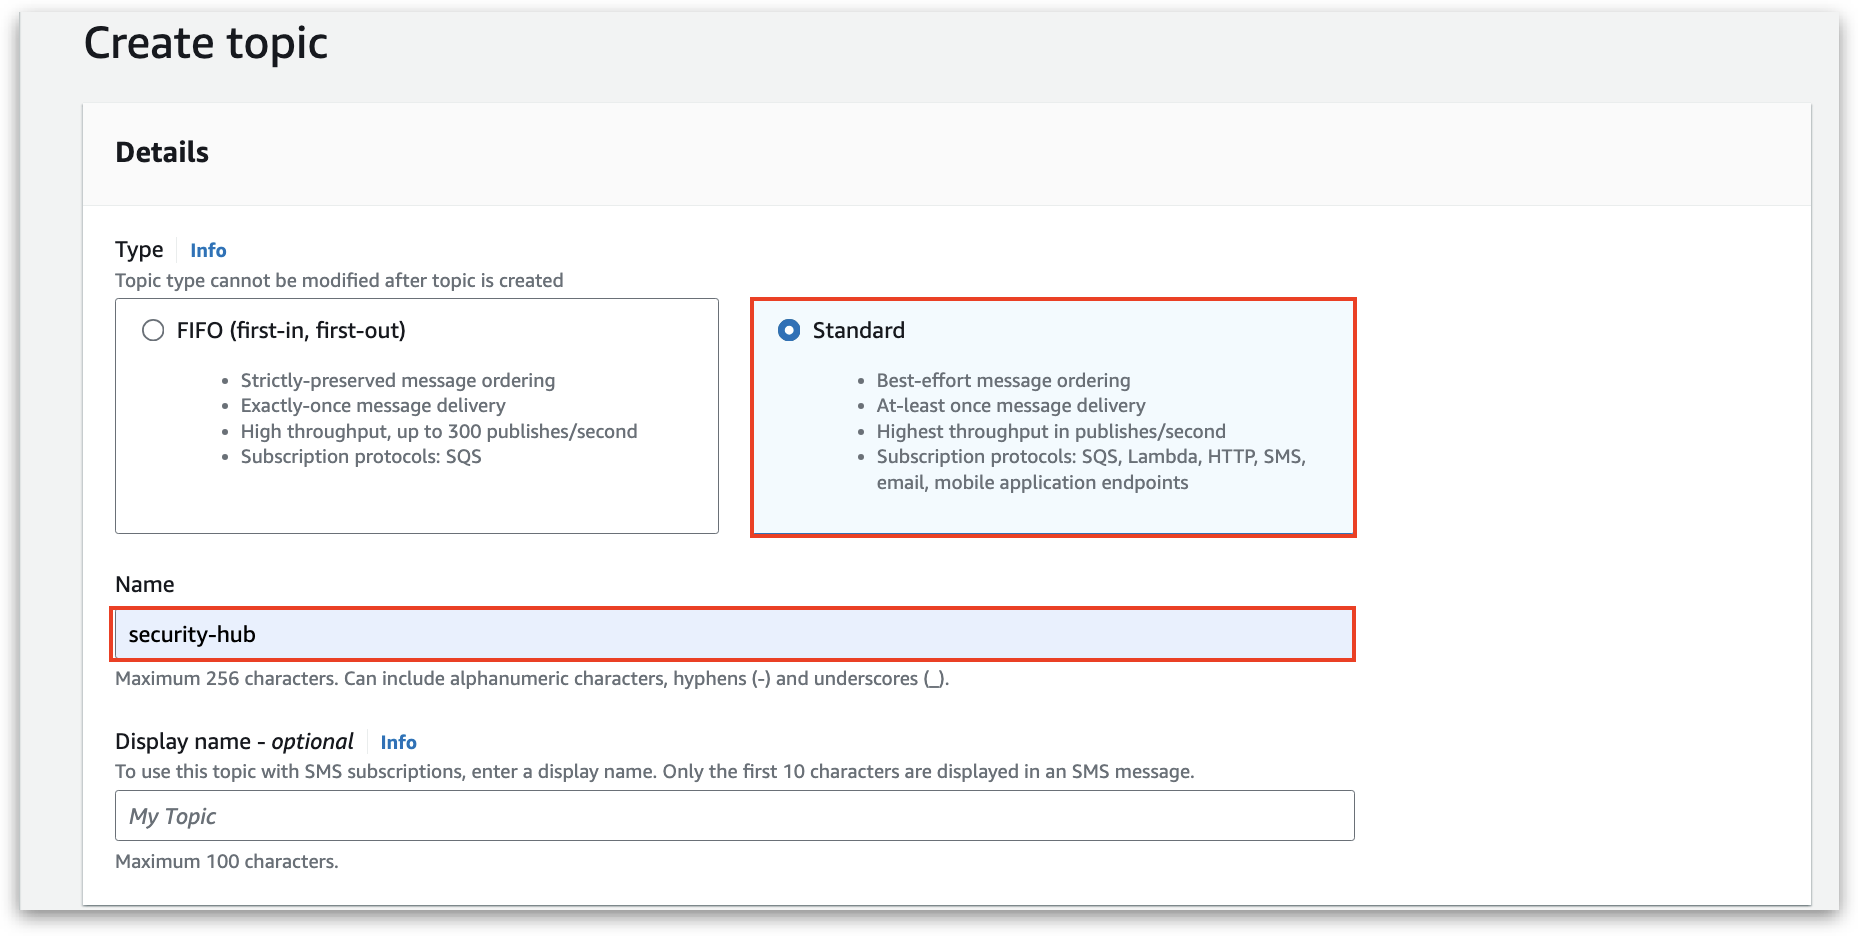 Create topic
Details
Type Info
Topic type cannot be modified after topic is created
FIFO (first-in, first-out)
• Strictly-preserved message ordering
• Exactly-once message delivery
• High throughput, up to 300 publishes/second
• Subscription protocols: SQS
Standard
• Best-effort message ordering
• At-least once message delivery
• Highest throughput in publishes/second
• Subscription protocols: SQS, Lambda, HTTP, SMS,
email, mobile application endpoints
Name
security-hub
Maximum 256 characters. Can include alphanumeric characters, hyphens (-) and underscores (_).
Display name - optional Info
To use this topic with SMS subscriptions, enter a display name. Only the first 10 characters are displayed in an SMS message.
My Topic
Maximum 100 characters.